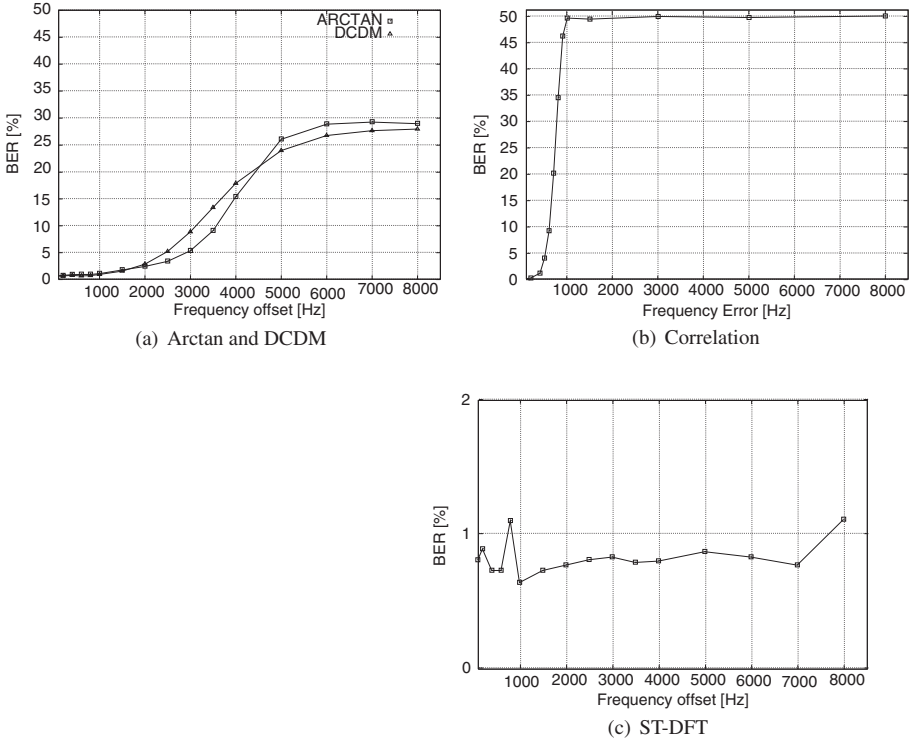 50
45
40
35
30
25
20
15
10
5
0
BER [%]
ARCTAN
DCDM
1000 2000 3000 4000 5000 6000 7000 8000
Frequency offset [Hz]
(a) Arctan and DCDM
50
45
40
35
30
25
20
15
10
5
0
BER [%]
1000 2000 3000 4000 5000 6000 7000 8000
Frequency Error [Hz]
(b) Correlation
2
1
0
BER [%]
1000 2000 3000 4000 5000 6000 7000 8000
Frequency offset [Hz]
(c) ST-DFT